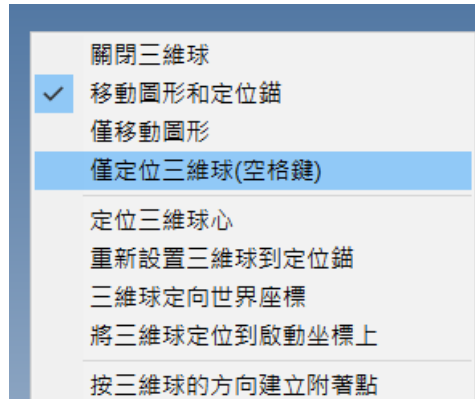 關閉三維球
移動圖形和定位錨
僅移動圖形
僅定位三維球(空格鍵)
定位三維球心
重新設置三維球到定位錨
三維球定向世界座標
將三維球定位到啟動坐標上
按三維球的方向建立附著點